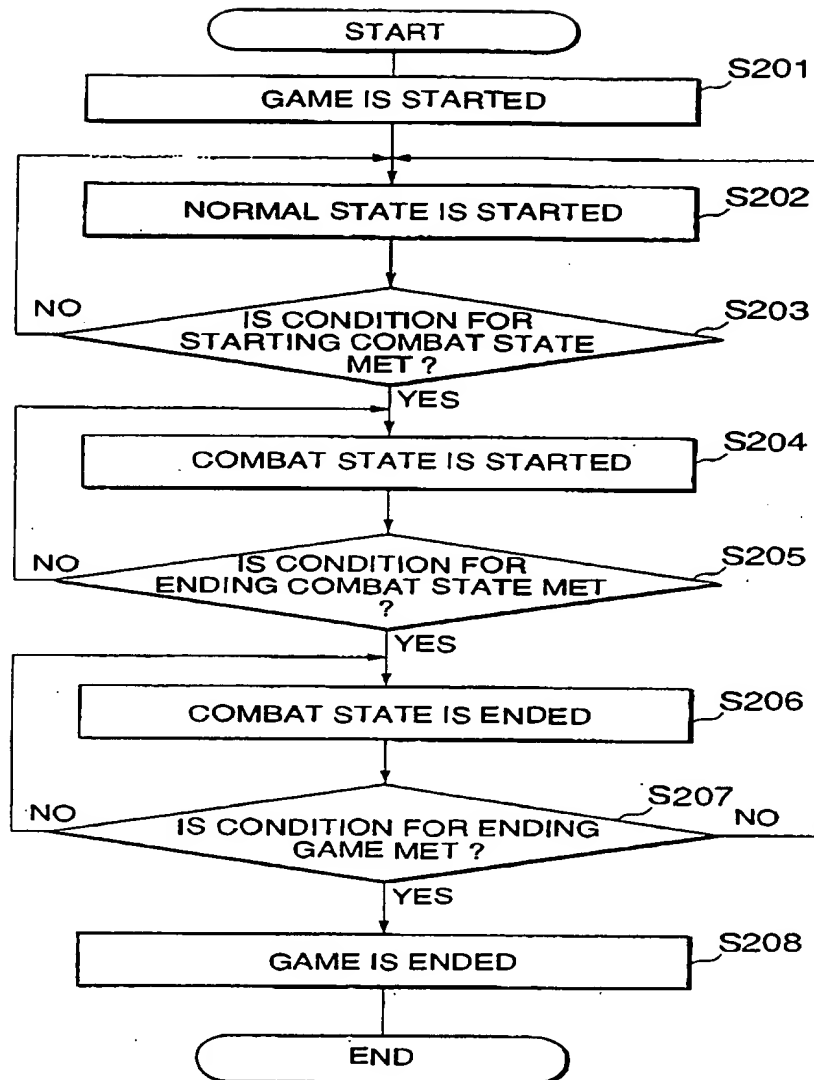 START
S201
GAME IS STARTED
S202
NORMAL STATE IS STARTED
NO
S203
IS CONDITION FOR
STARTING COMBAT STATE
MET ?
YES
S204
COMBAT STATE IS STARTED
NO
S205
IS CONDITION FOR
ENDING COMBAT STATE MET
?
YES
S206
COMBAT STATE IS ENDED
S207
NO
NO
IS CONDITION FOR ENDING
GAME MET ?
YES
S208
GAME IS ENDED
END